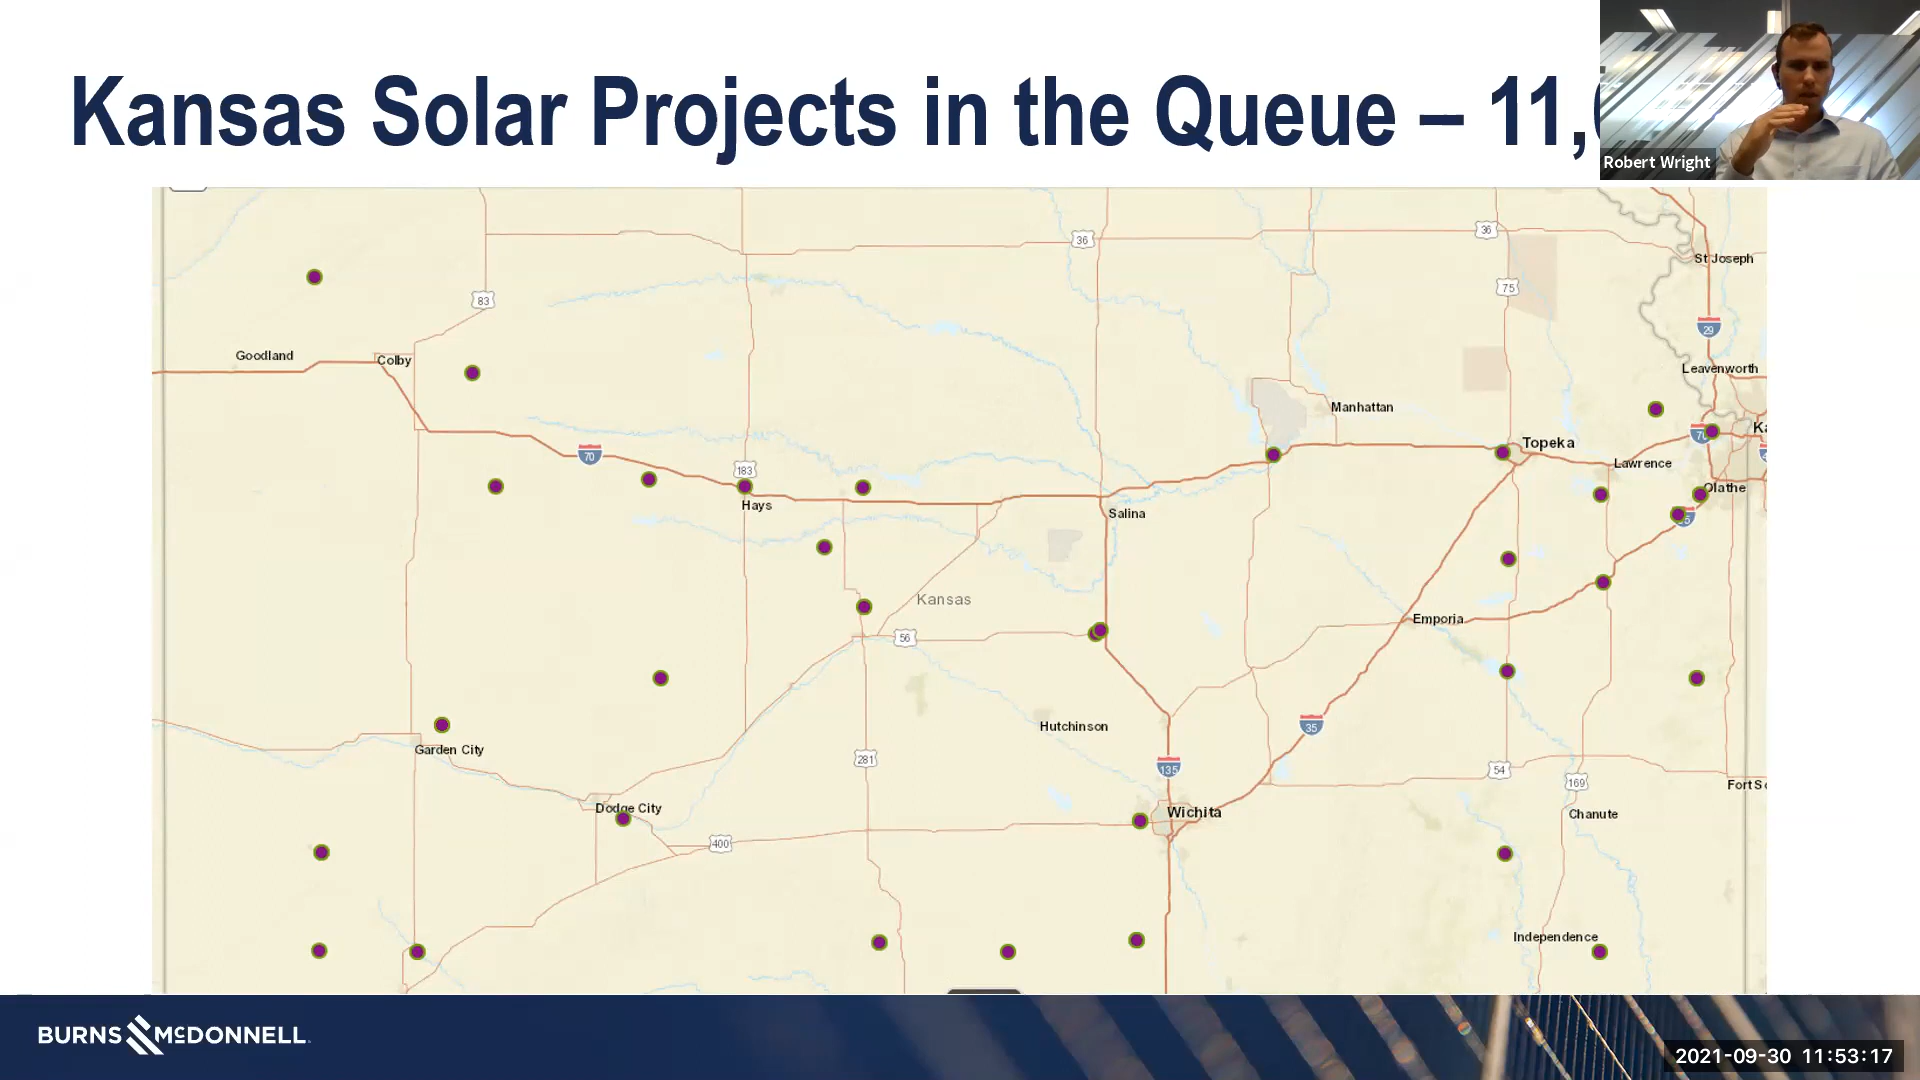 Kansas Solar Projects in the Queue – 11,
Robert Wright
36
36
St Joseph
83
75
29
Goodland
Colby
Leavenworth
Manhattan
70
70
183
Topeka
Lawrence
Hays
Salina
Olathe
Kansas
56
Emporia
Hutchinson
Garden City
281
135
35
54
169
Fort Sc
Dodge City
400
Wichita
Chanute
Independence
BURNS McDONNELL
2021-09-30 11:53:17